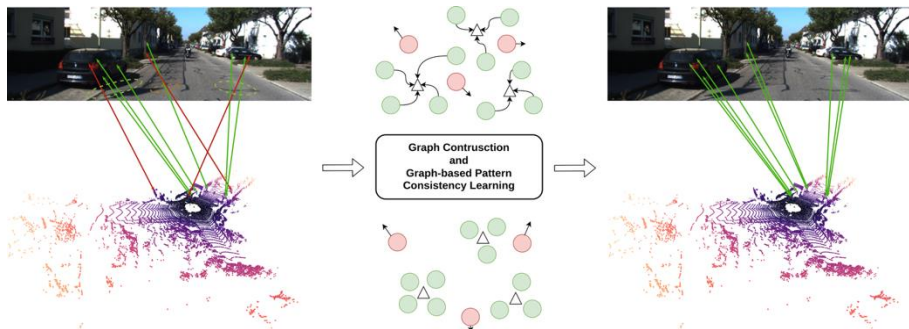 Graph Contrusction
and
Graph-based Pattern
Consistency Learning